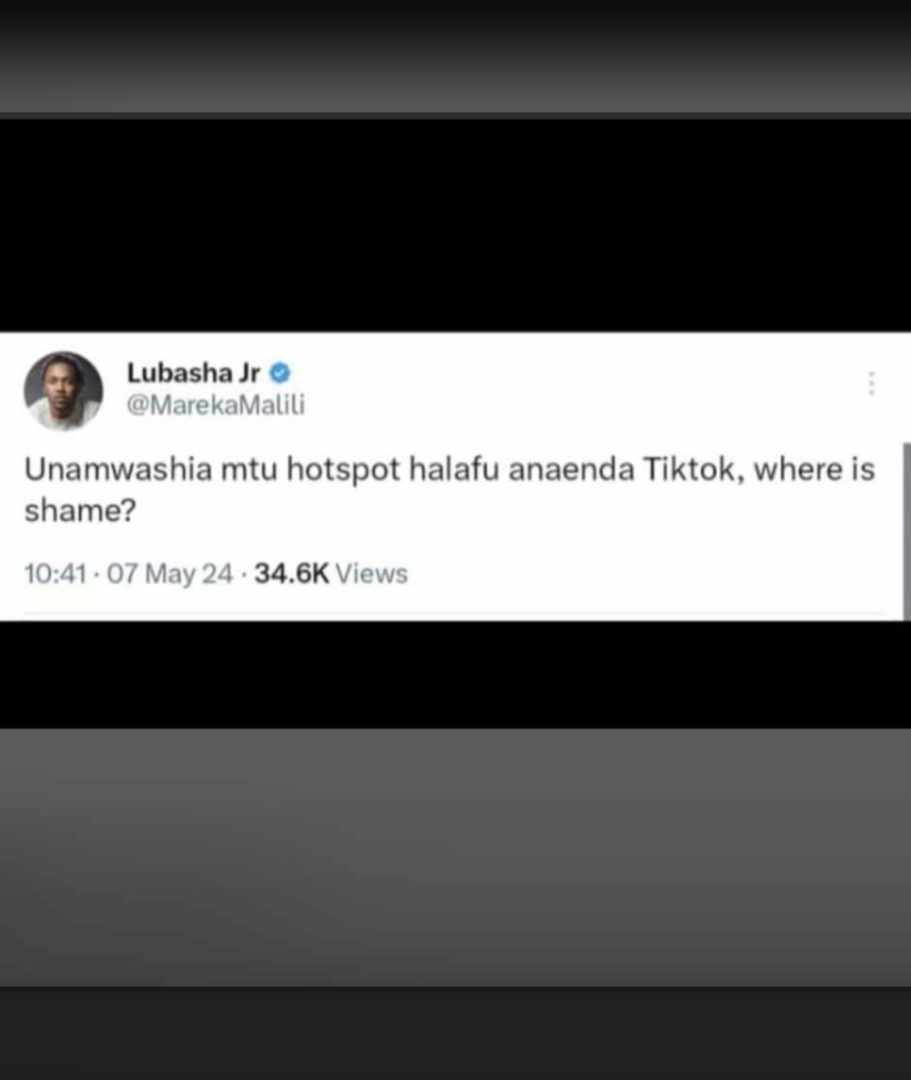 Lubasha Jr
@MarekaMalili
Unamwashia mtu hotspot halafu anaenda Tiktok, where is
shame?
10:41 · 07 May 24 · 34.6K Views